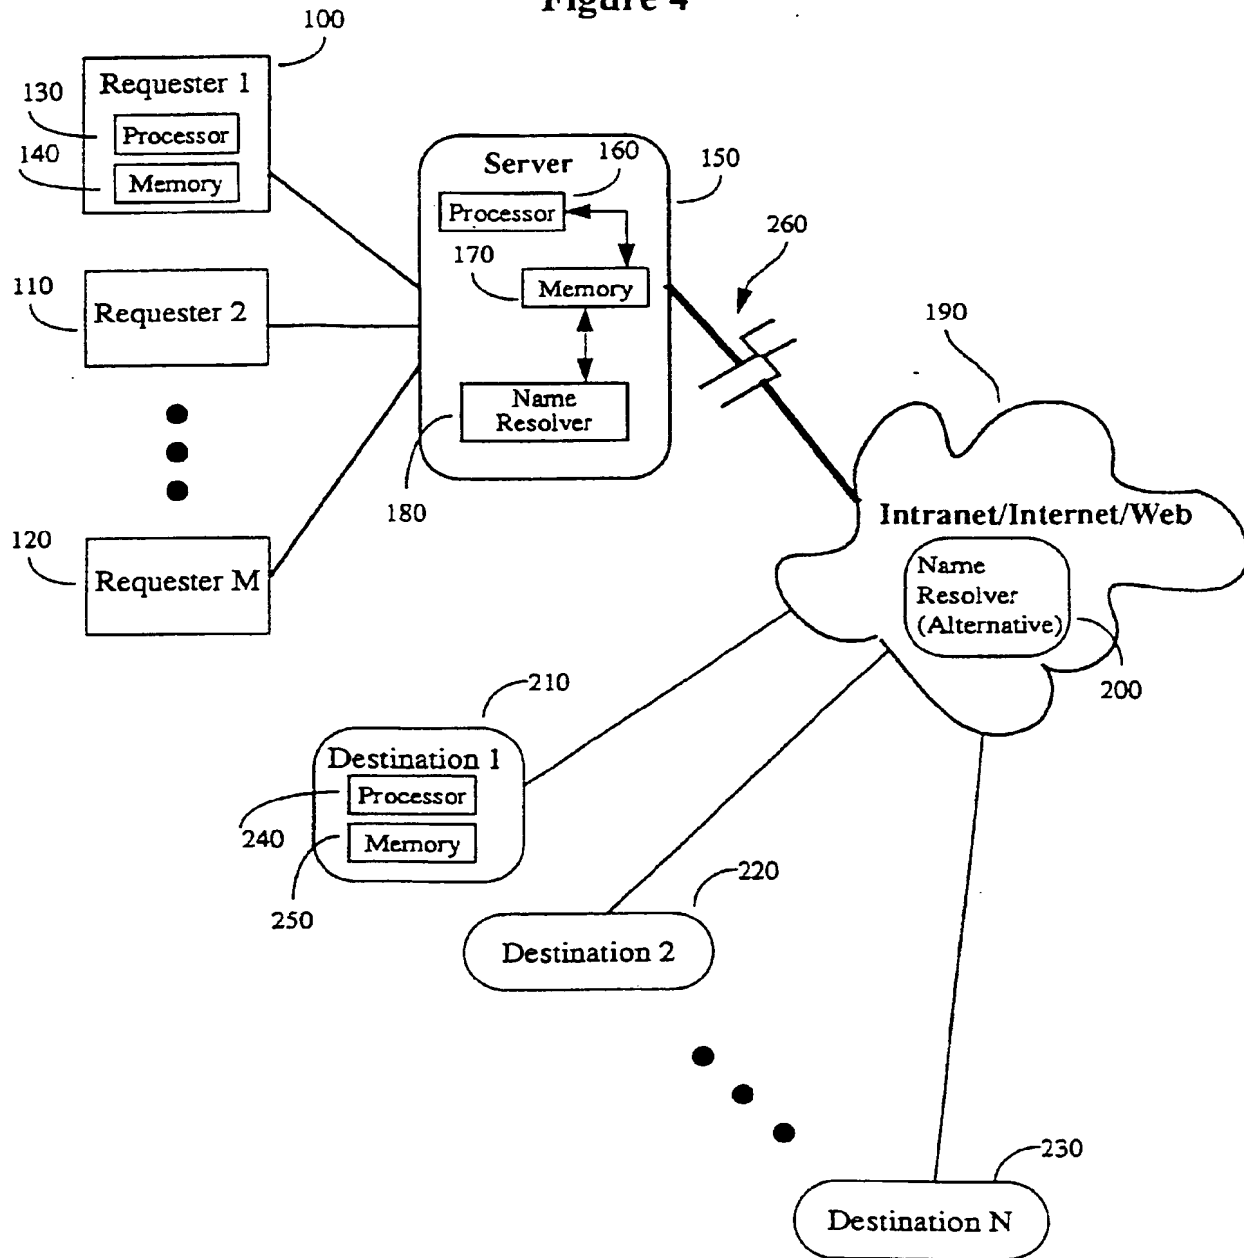 Figure 4
100
Requester 1
130
Processor
140
Memory
110
Requester 2
120
Requester M
Server
160
150
Processor
170
Memory
Name
Resolver
180
260
190
Intranet/Internet/Web
Name
Resolver
(Alternative)
200
210
Destination 1
Processor
240
Memory
250
220
Destination 2
230
Destination N